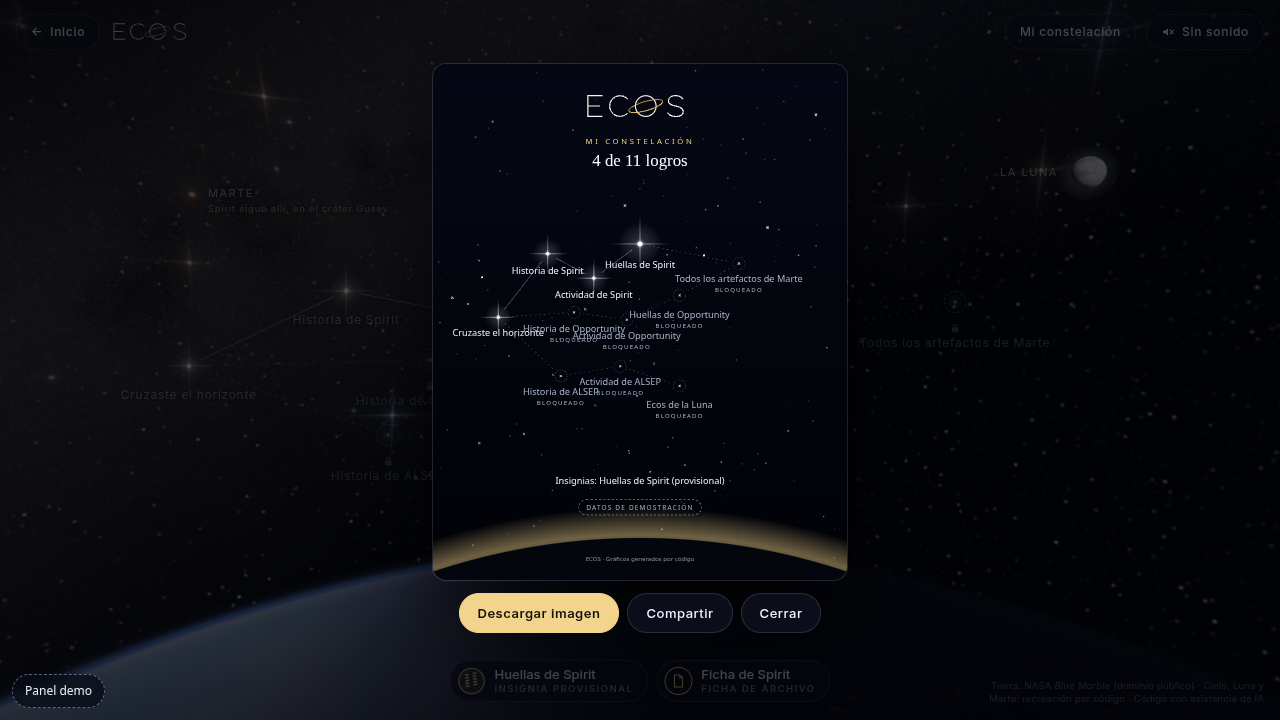 ← Inicio
ECOS
Mi constelación
Sin sonido
ECOS
MI CONSTELACIÓN
4 de 11 logros
MARTE
Spirit sigue allí, en el cráter Gusev
LA LUNA
Huellas de Spirit
Historia de Spirit
Todos los artefactos de Marte
BLOQUEADO
Actividad de Spirit
Huellas de Opportunity
BLOQUEADO
Cruzaste el horizonte
Historia de Opportunity
BLOQUEADO
Actividad de Opportunity
BLOQUEADO
Actividad de ALSEP
BLOQUEADO
Historia de ALSEP
BLOQUEADO
Ecos de la Luna
BLOQUEADO
Historia de Spirit
Todos los artefactos de Marte
Cruzaste el horizonte
Historia de
Historia de ALSE
Insignias: Huellas de Spirit (provisional)
DATOS DE DEMOSTRACIÓN
ECOS · Gráficos generados por código
Descargar imagen
Compartir
Cerrar
Huellas de Spirit
INSIGNIA PROVISIONAL
Ficha de Spirit
FICHA DE ARCHIVO
Panel demo
Tierra: NASA Blue Marble (dominio público) · Cielo, Luna y
Marte: recreación por código · Código con asistencia de IA